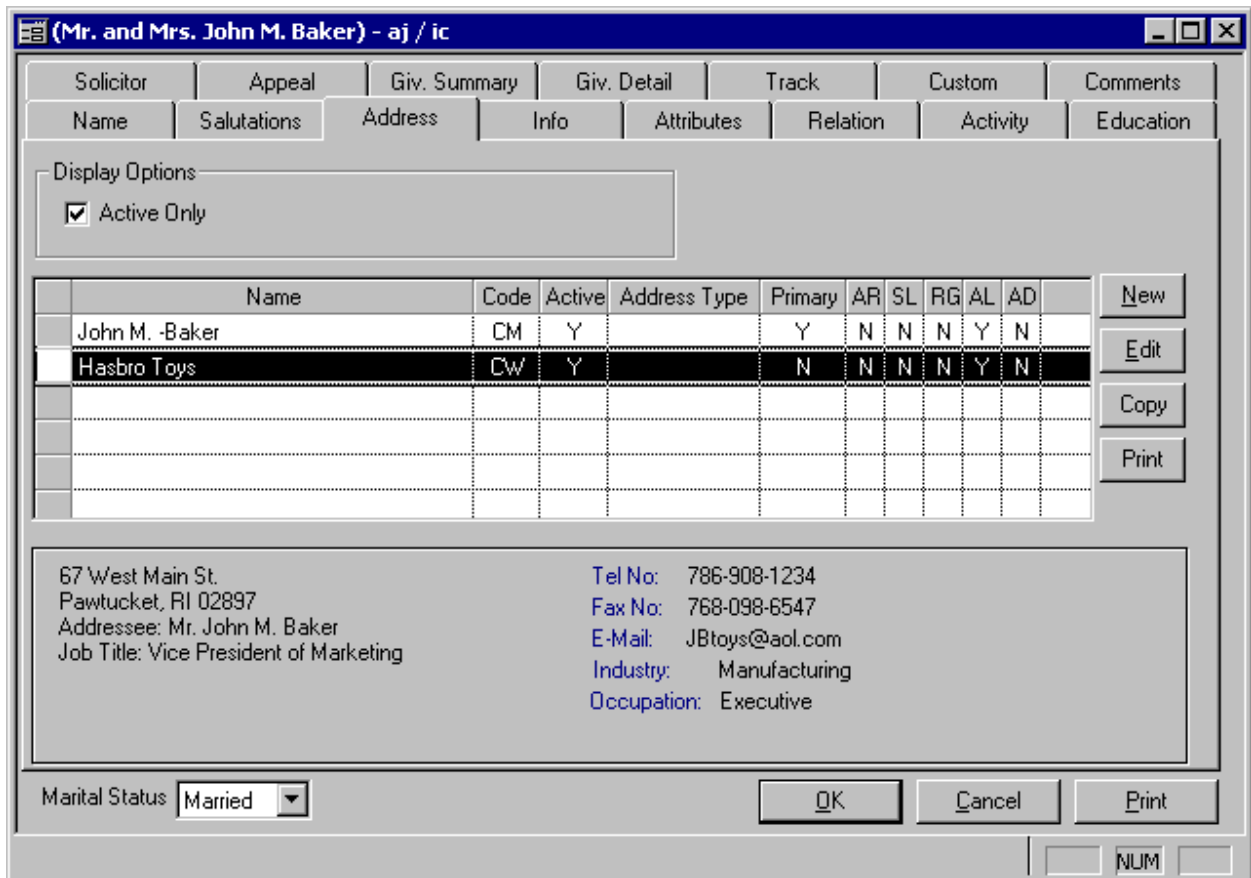 (Mr. and Mrs. John M. Baker) - aj / ic
Solicitor Appeal Giv. Summary Giv. Detail Track Custom Comments
Name Salutations Address Info Attributes Relation Activity Education
Display Options
Active Only
Name Code Active Address Type Primary AR SL RG AL AD New
John M. -Baker CM Y Y N N N Y N
Edit
Hasbro Toys CW Y N N N N Y N
Copy
Print
67 West Main St. Tel No: 786-908-1234
Pawtucket, RI 02897 Fax No: 768-098-6547
Addressee: Mr. John M. Baker E-Mail: JBtoys@aol.com
Job Title: Vice President of Marketing Industry: Manufacturing
Occupation: Executive
Marital Status Married OK Cancel Print
NUM